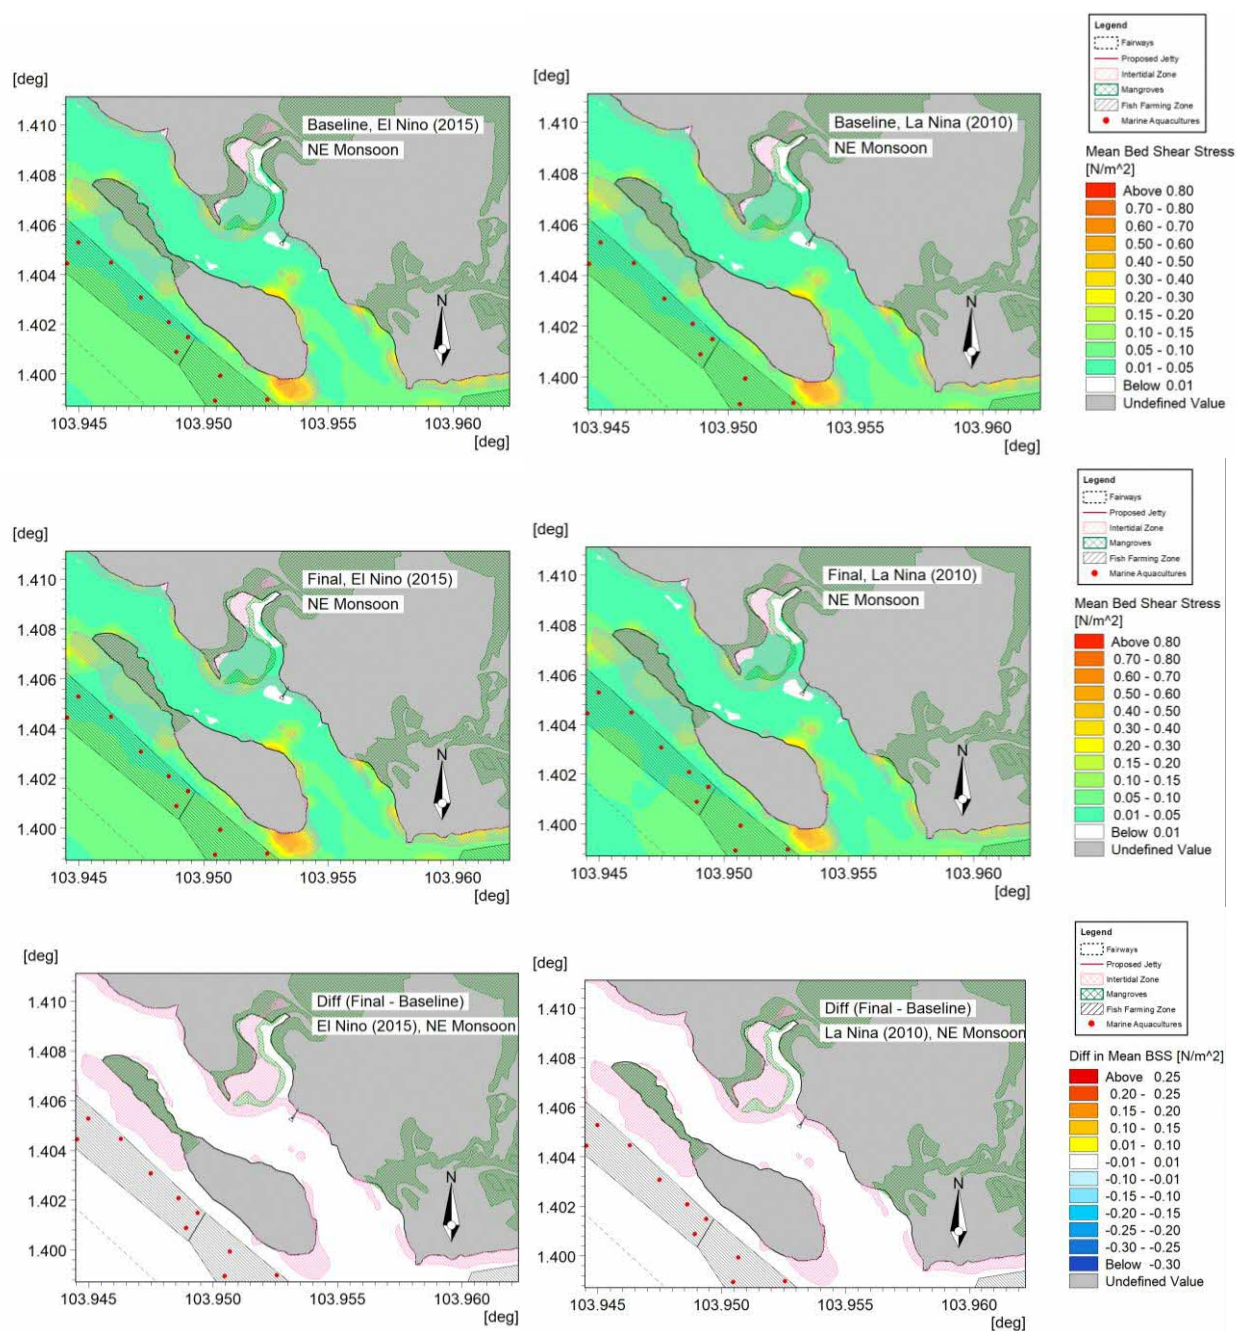 Legend
Fairways
Proposed Jetty
Intertidal Zone
Mangroves
Fish Farming Zone
Marine Aquacultures
[deg]
1.410
1.408
1.406
1.404
1.402
1.400
Baseline, El Nino (2015)
NE Monsoon
N
103.945 103.950 103.955 103.960
[deg]
[deg]
1.410
1.408
1.406
1.404
1.402
1.400
Baseline, La Nina (2010)
NE Monsoon
N
103.945 103.950 103.955 103.960
[deg]
Mean Bed Shear Stress
[N/m^2]
Above 0.80
0.70 - 0.80
0.60 - 0.70
0.50 - 0.60
0.40 - 0.50
0.30 - 0.40
0.20 - 0.30
0.15 - 0.20
0.10 - 0.15
0.05 - 0.10
0.01 - 0.05
Below 0.01
Undefined Value
[deg]
1.410
1.408
1.406
1.404
1.402
1.400
Final, El Nino (2015)
NE Monsoon
N
103.945 103.950 103.955 103.960
[deg]
[deg]
1.410
1.408
1.406
1.404
1.402
1.400
Final, La Nina (2010)
NE Monsoon
N
103.945 103.950 103.955 103.960
[deg]
Legend
Fairways
Proposed Jetty
Intertidal Zone
Mangroves
Fish Farming Zone
Marine Aquacultures
Mean Bed Shear Stress
[N/m^2]
Above 0.80
0.70 - 0.80
0.60 - 0.70
0.50 - 0.60
0.40 - 0.50
0.30 - 0.40
0.20 - 0.30
0.15 - 0.20
0.10 - 0.15
0.05 - 0.10
0.01 - 0.05
Below 0.01
Undefined Value
[deg]
1.410
1.408
1.406
1.404
1.402
1.400
Diff (Final - Baseline)
El Nino (2015), NE Monsoon
N
103.945 103.950 103.955 103.960
[deg]
[deg]
1.410
1.408
1.406
1.404
1.402
1.400
Diff (Final - Baseline)
La Nina (2010), NE Monsoon
N
103.945 103.950 103.955 103.960
[deg]
Legend
Fairways
Proposed Jetty
Intertidal Zone
Mangroves
Fish Farming Zone
Marine Aquacultures
Diff in Mean BSS [N/m^2]
Above 0.25
0.20 - 0.25
0.15 - 0.20
0.10 - 0.15
0.01 - 0.10
-0.01 - 0.01
-0.10 - -0.01
-0.15 - -0.10
-0.20 - -0.15
-0.25 - -0.20
-0.30 - -0.25
Below -0.30
Undefined Value